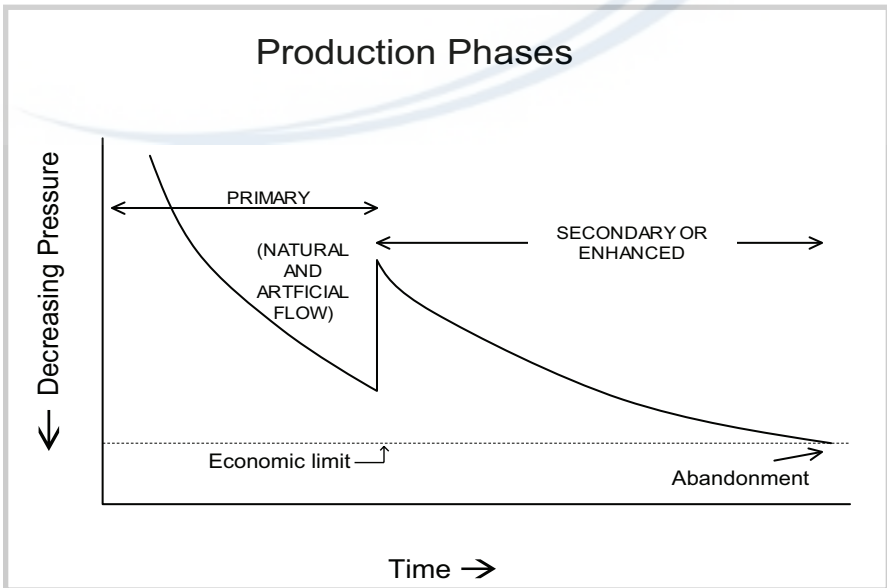 Production Phases
← Decreasing Pressure
PRIMARY
(NATURAL
AND
ARTFICIAL
FLOW)
SECONDARY OR
ENHANCED
Economic limit
Abandonment
Time →